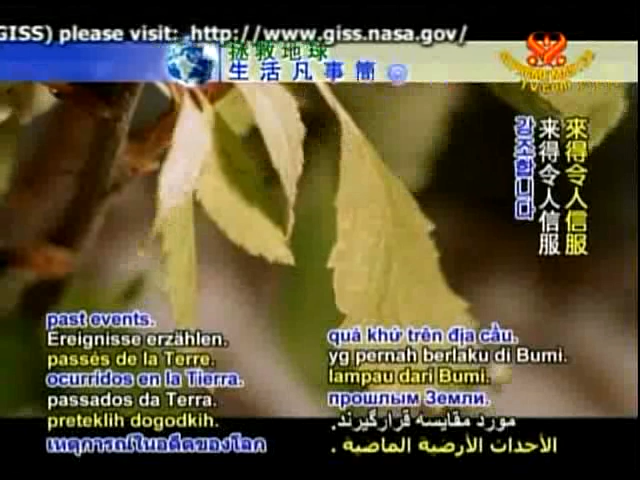 GISS) please visit: http://www.giss.nasa.gov/
拯救地球
生活凡事簡
來得令人信服
来得令人信服
강조합니다
past events.
Ereignisse erzählen.
passés de la Terre.
ocurridos en la Tierra.
passados da Terra.
preteklih dogodkih.
เหตุการณ์ในอดีตของโลก
quá khứ trên địa cầu.
yg pernah berlaku di Bumi.
lampau dari Bumi.
прошлым Земли.
مورد مقایسه قرارگیرند.
الأحداث الأرضية الماضية .